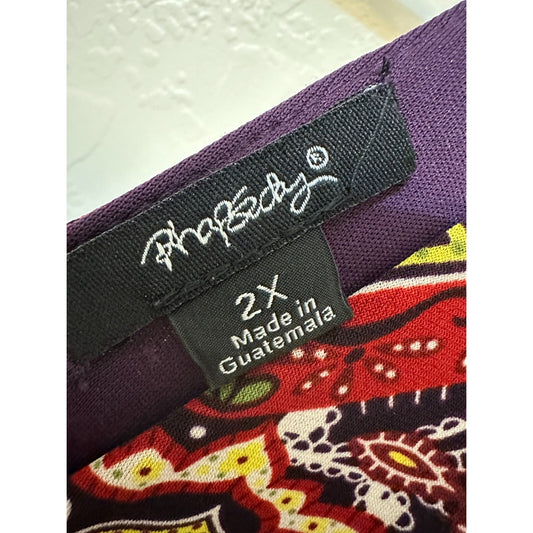 Rhapsody®
2X
Made in
Guatemala